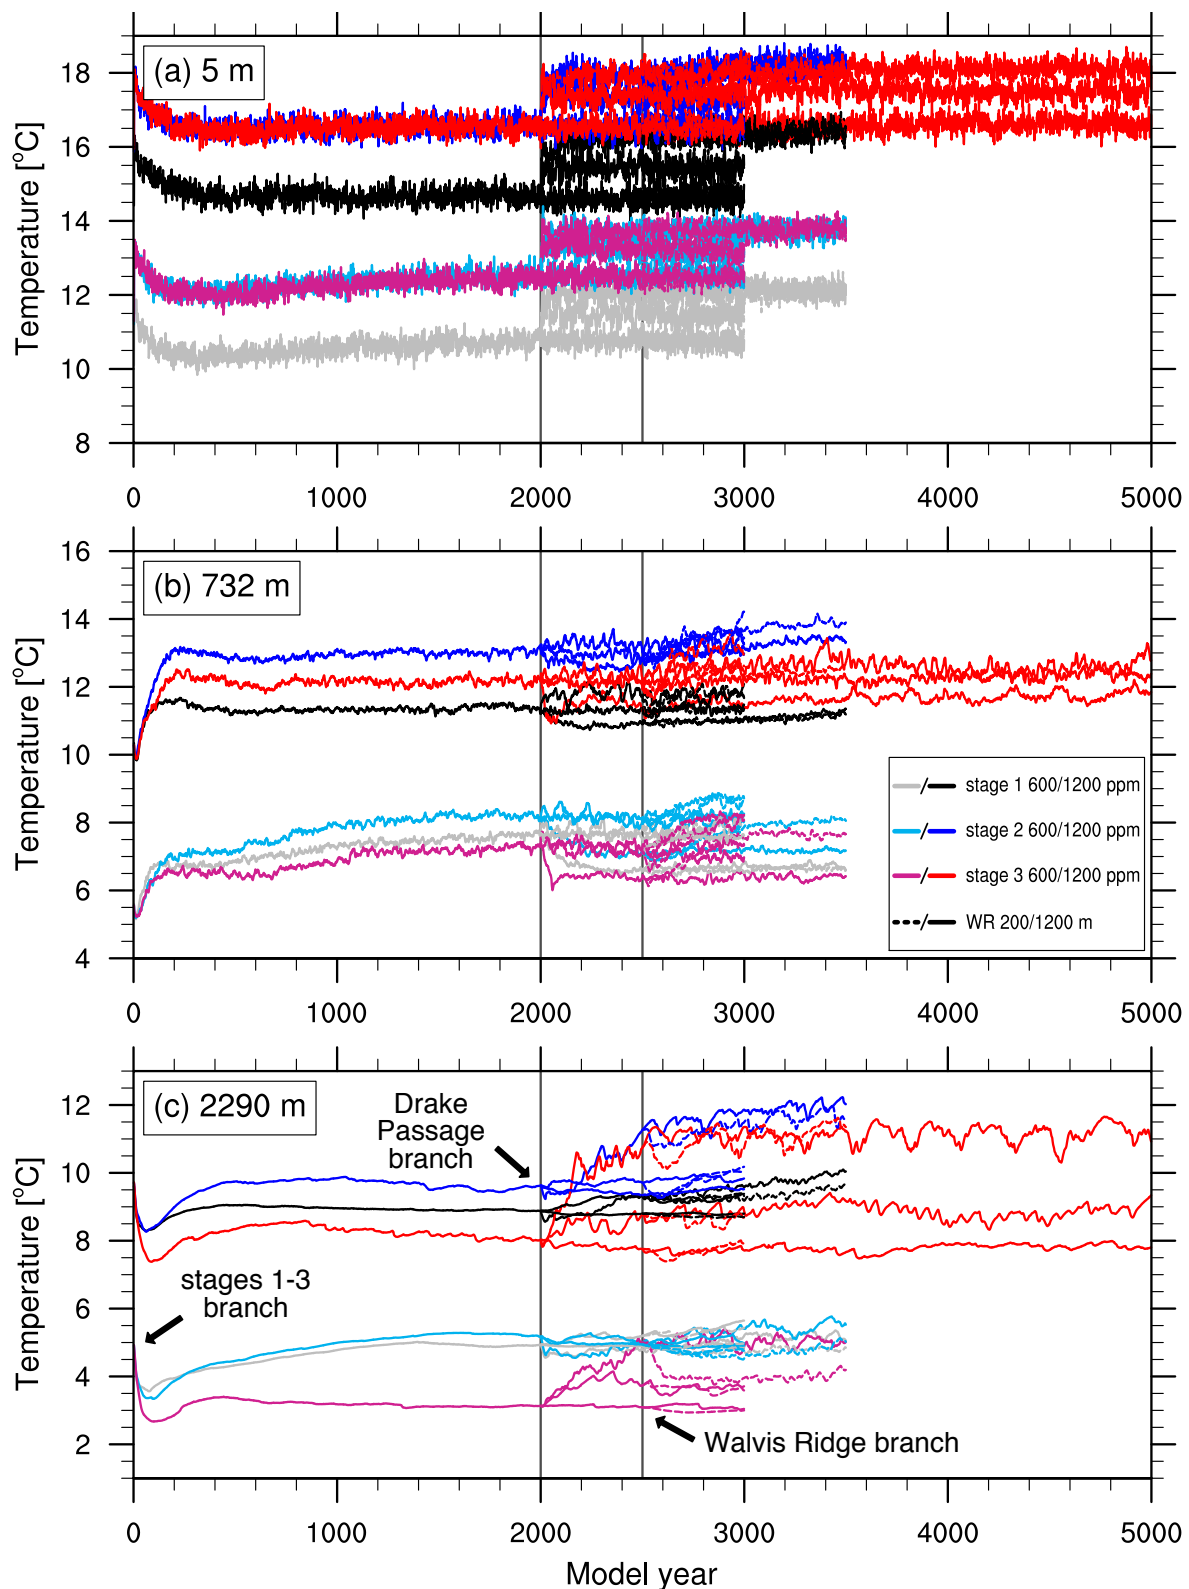 (a) 5 m
Temperature [°C]
18
16
14
12
10
8
0
1000
2000
3000
4000
5000
(b) 732 m
Temperature [°C]
16
14
12
10
8
6
4
stage 1 600/1200 ppm
stage 2 600/1200 ppm
stage 3 600/1200 ppm
WR 200/1200 m
0
1000
2000
3000
4000
5000
(c) 2290 m
Temperature [°C]
12
10
8
6
4
2
Drake
Passage
branch
stages 1-3
branch
Walvis Ridge branch
0
1000
2000
3000
4000
5000
Model year